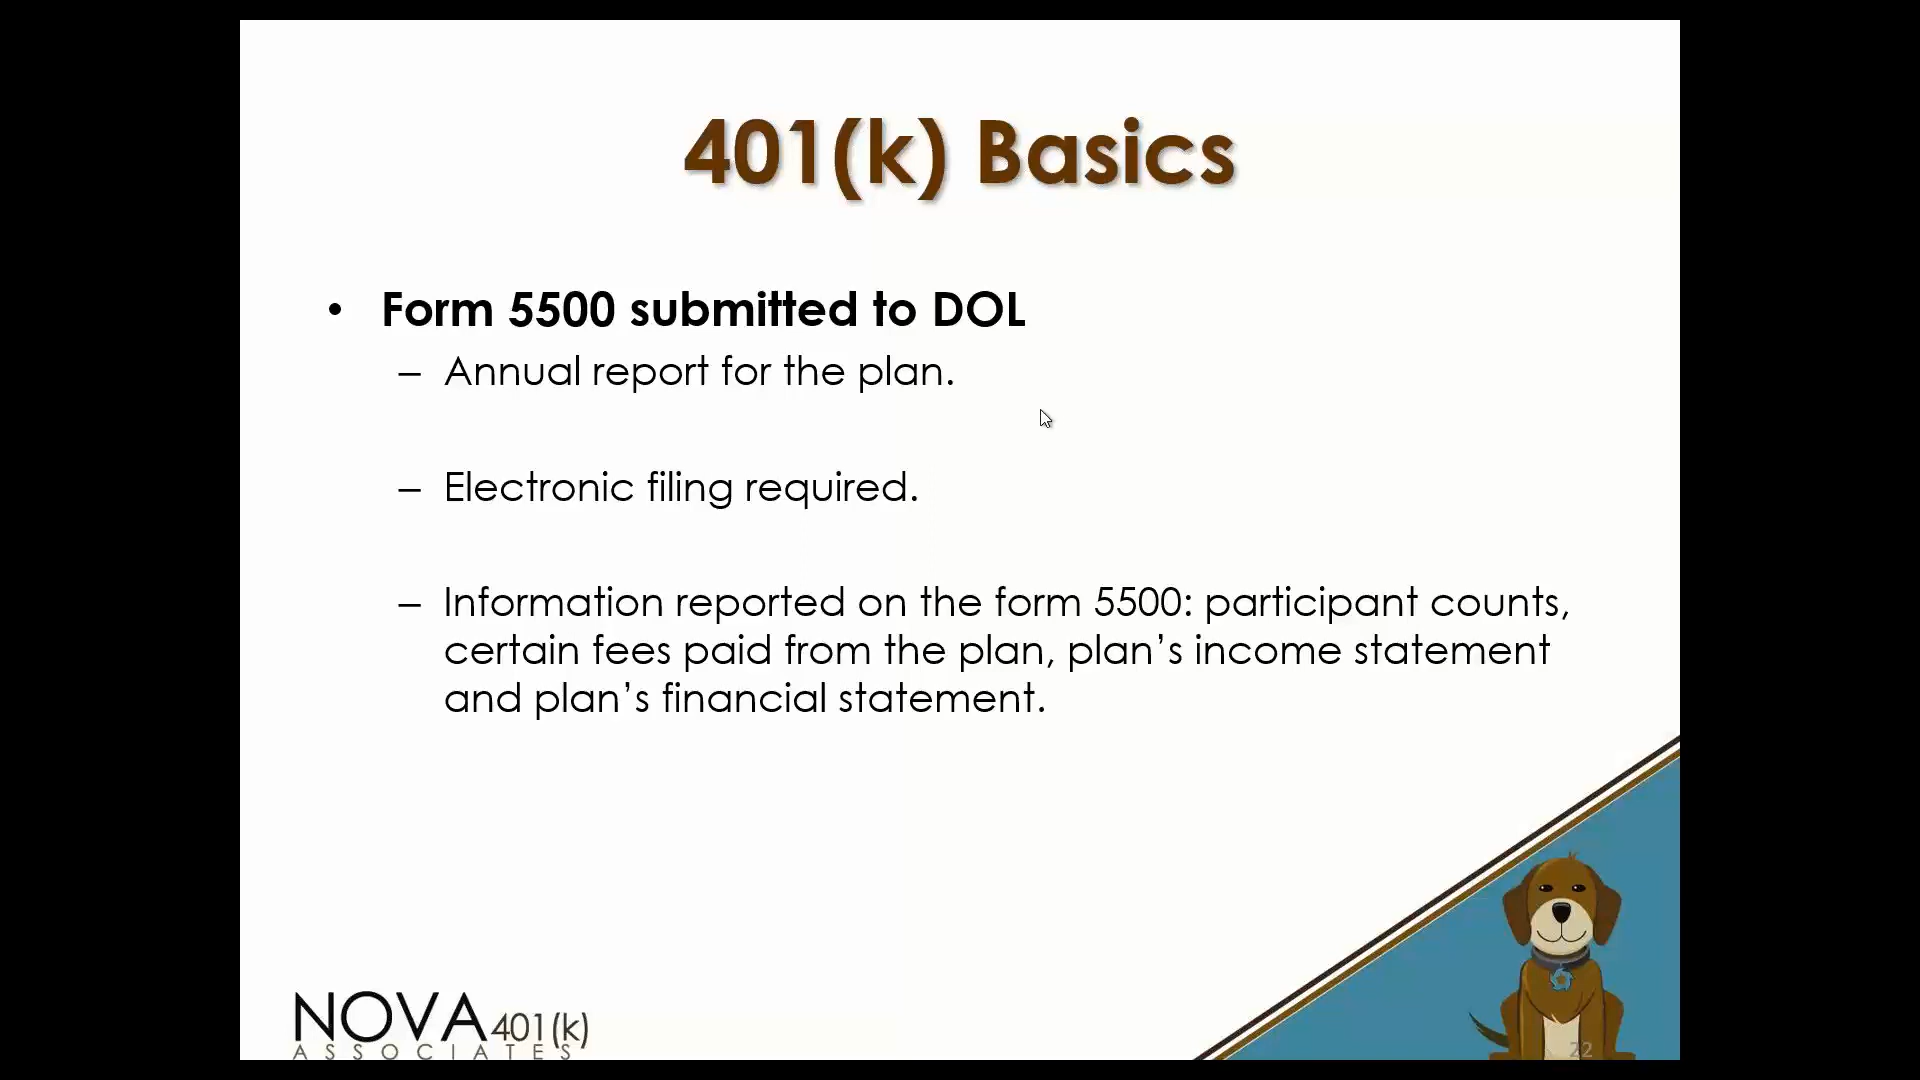 401(k) Basics
• Form 5500 submitted to DOL
– Annual report for the plan.
– Electronic filing required.
– Information reported on the form 5500: participant counts,
certain fees paid from the plan, plan’s income statement
and plan’s financial statement.
NOVA 401(k)
ASSOCIATES
22